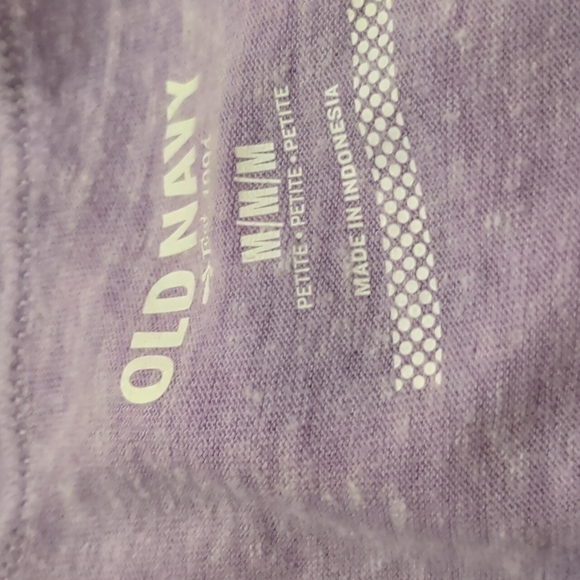 OLD NAVY
M/M/M
PETITE • PETITE • PETITE
MADE IN INDONESIA